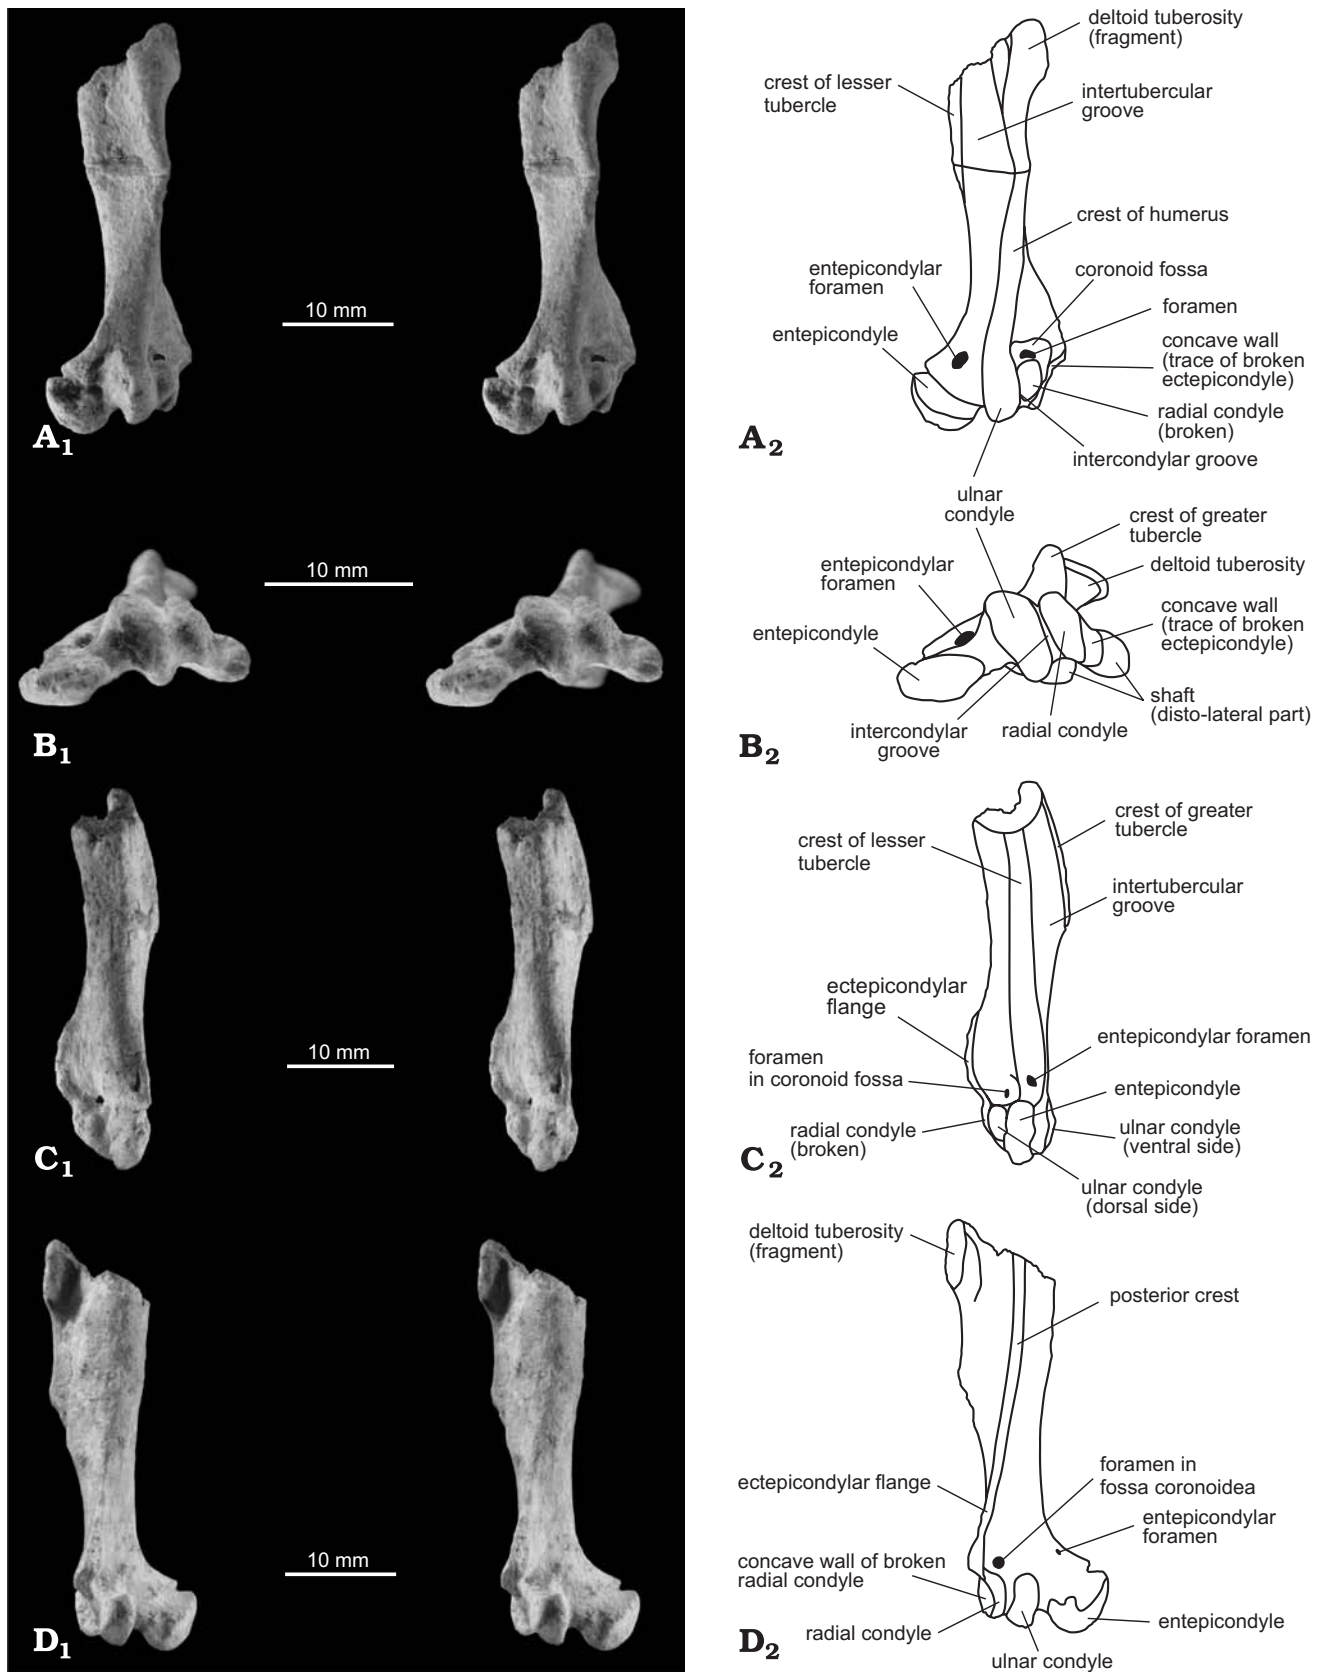 deltoid tuberosity
(fragment)
crest of lesser
tubercle
intertubercular
groove
crest of humerus
entepicondylar
foramen
coronoid fossa
10 mm
foramen
entepicondyle
concave wall
(trace of broken
ectepicondyle)
radial condyle
(broken)
A1
A2
intercondylar groove
ulnar
condyle
crest of greater
tubercle
10 mm
entepicondylar
foramen
deltoid tuberosity
concave wall
(trace of broken
ectepicondyle)
entepicondyle
shaft
(disto-lateral part)
intercondylar
groove
radial condyle
B1
B2
crest of greater
tubercle
crest of lesser
tubercle
intertubercular
groove
ectepicondylar
flange
entepicondylar foramen
10 mm
foramen
in coronoid fossa
entepicondyle
radial condyle
(broken)
ulnar condyle
(ventral side)
C1
C2
ulnar condyle
(dorsal side)
deltoid tuberosity
(fragment)
posterior crest
foramen in
fossa coronoidea
ectepicondylar flange
entepicondylar
foramen
10 mm
concave wall of broken
radial condyle
entepicondyle
radial condyle
D1
D2
ulnar condyle